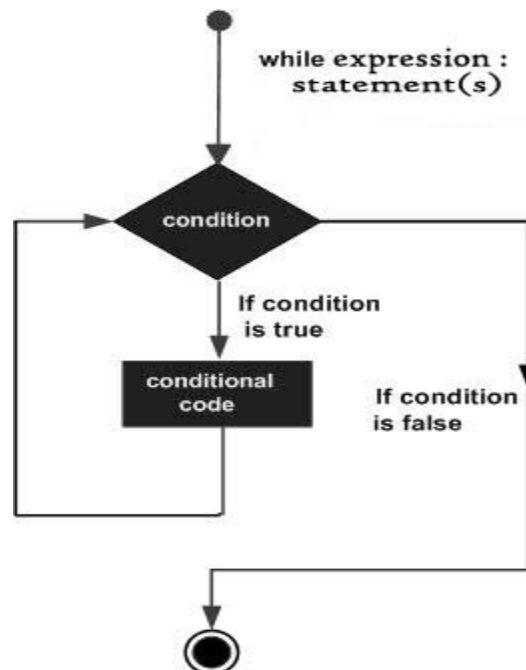 while expression :
statement(s)
condition
If condition
is true
conditional
code
If condition
is false